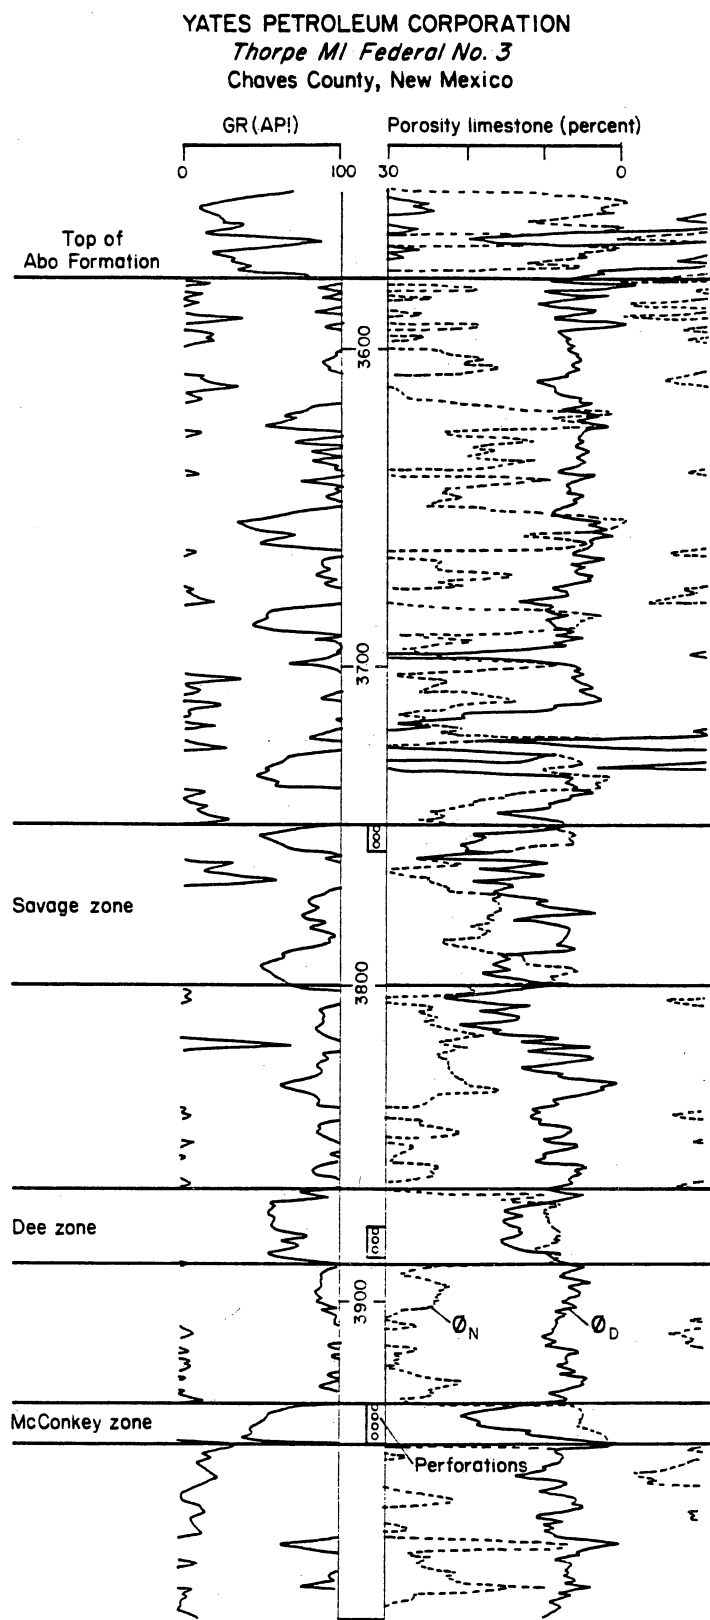 YATES PETROLEUM CORPORATION
Thorpe MI Federal No. 3
Chaves County, New Mexico
GR (API)
Porosity limestone (percent)
0 100 30 0
Top of
Abo Formation
3600
3700
Savage zone
3800
Dee zone
3900
ØN ØD
McConkey zone
Perforations